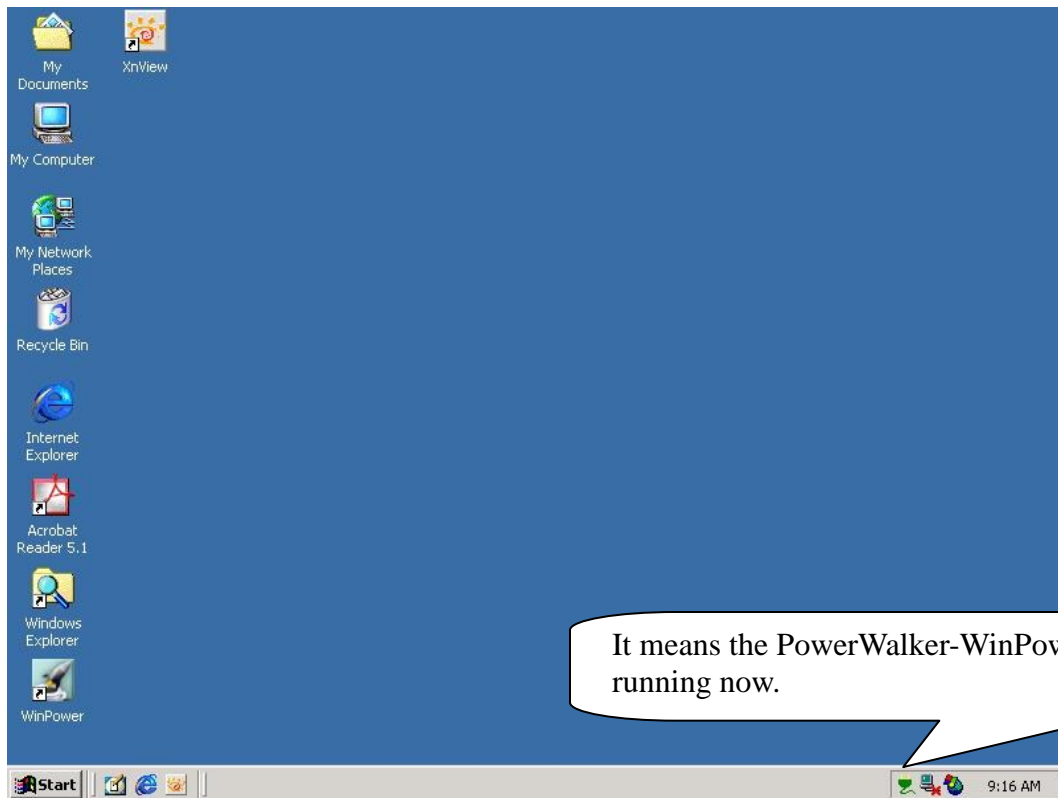 My
Documents
XnView
My Computer
My Network
Places
Recycle Bin
Internet
Explorer
Acrobat
Reader 5.1
Windows
Explorer
WinPower
It means the PowerWalker-WinPow
running now.
Start
9:16 AM